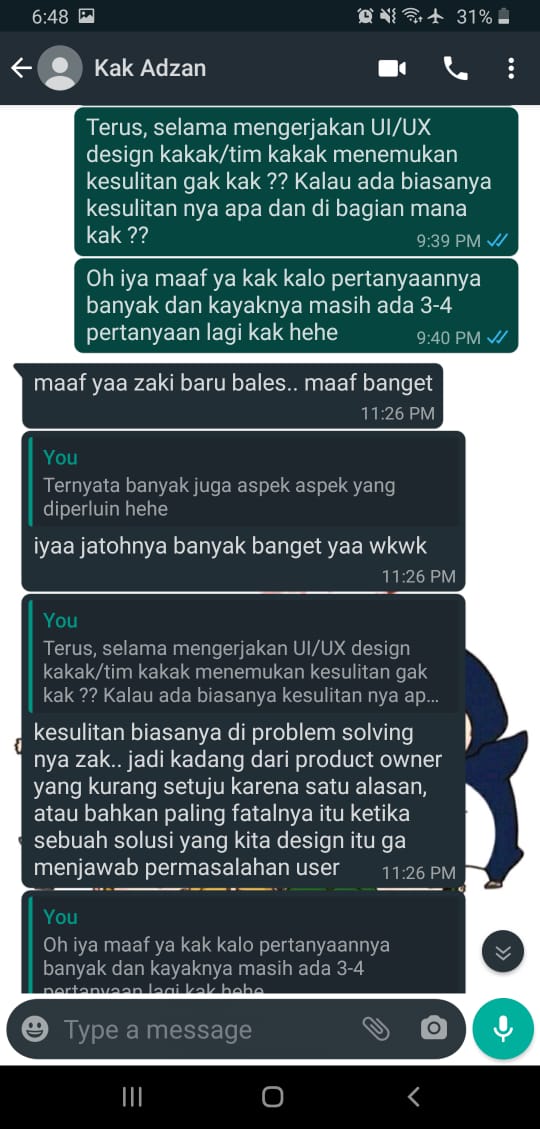 6:48
31%
Kak Adzan
Terus, selama mengerjakan UI/UX
design kakak/tim kakak menemukan
kesulitan gak kak ?? Kalau ada biasanya
kesulitan nya apa dan di bagian mana
kak ??
9:39 PM
Oh iya maaf ya kak kalo pertanyaannya
banyak dan kayaknya masih ada 3-4
pertanyaan lagi kak hehe
9:40 PM
maaf yaa zaki baru bales.. maaf banget
11:26 PM
You
Ternyata banyak juga aspek aspek yang
diperluin hehe
iyaa jatohnya banyak banget yaa wkwk
11:26 PM
You
Terus, selama mengerjakan UI/UX design
kakak/tim kakak menemukan kesulitan gak
kak ?? Kalau ada biasanya kesulitan nya ap...
kesulitan biasanya di problem solving
nya zak.. jadi kadang dari product owner
yang kurang setuju karena satu alasan,
atau bahkan paling fatalnya itu ketika
sebuah solusi yang kita design itu ga
menjawab permasalahan user
11:26 PM
You
Oh iya maaf ya kak kalo pertanyaannya
banyak dan kayaknya masih ada 3-4
pertanyaan lagi kak hehe
Type a message